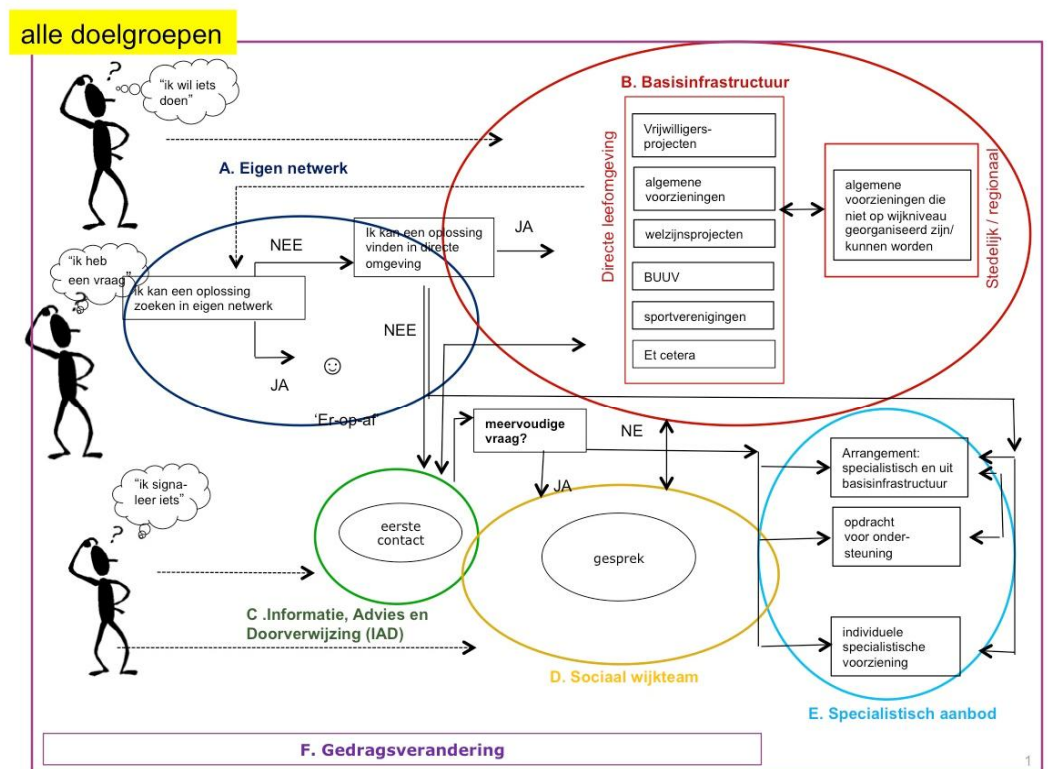 alle doelgroepen
?
“ik wil iets
doen”
A. Eigen netwerk
B. Basisinfrastructuur
Directe leefomgeving
Vrijwilligers-
projecten
algemene
voorzieningen
welzijnsprojecten
BUUV
sportverenigingen
Et cetera
algemene
voorzieningen die
niet op wijkniveau
georganiseerd zijn/
kunnen worden
Stedelijk / regionaal
“ik heb
een vraag”
?
Ik kan een oplossing
zoeken in eigen netwerk
NEE
Ik kan een oplossing
vinden in directe
omgeving
JA
NEE
JA
☺
‘Er-op-af’
meervoudige
vraag?
NE
JA
“ik signa-
leer iets”
?
eerste
contact
gesprek
Arrangement:
specialistisch en uit
basisinfrastructuur
opdracht
voor onder-
steuning
individuele
specialistische
voorziening
C .Informatie, Advies en
Doorverwijzing (IAD)
D. Sociaal wijkteam
E. Specialistisch aanbod
F. Gedragsverandering
1